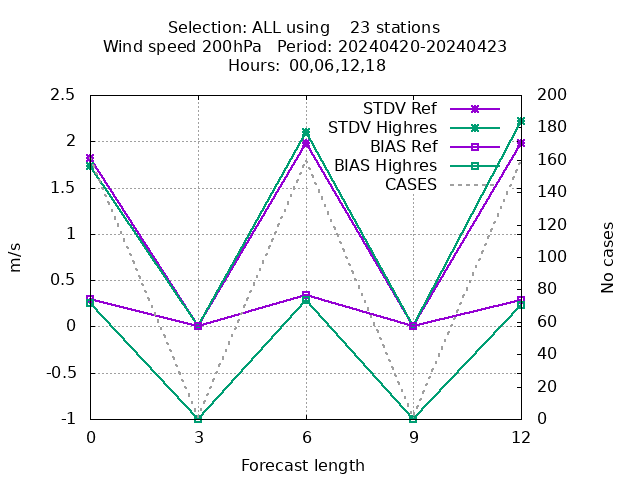 Selection: ALL using    23 stations
Wind speed 200hPa   Period: 20240420-20240423
Hours: 00,06,12,18
STDV Ref
STDV Highres
BIAS Ref
BIAS Highres
CASES
2.5
2
1.5
1
0.5
0
-0.5
-1
m/s
200
180
160
140
120
100
80
60
40
20
0
No cases
0 3 6 9 12
Forecast length